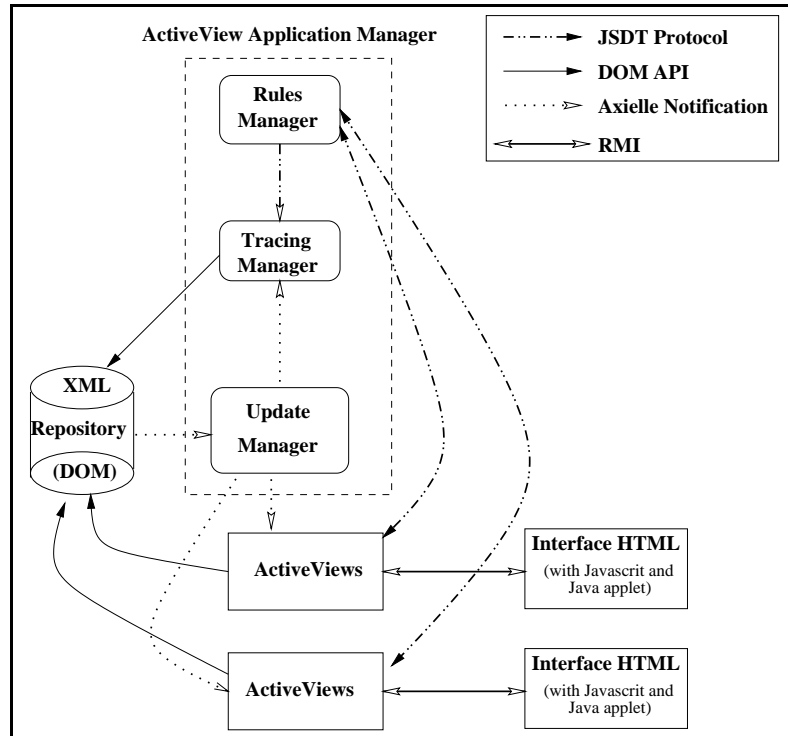 ActiveView Application Manager
JSDT Protocol
DOM API
Axielle Notification
RMI
Rules
Manager
Tracing
Manager
XML
Repository
(DOM)
Update
Manager
ActiveViews
Interface HTML
(with Javascrit and
Java applet)
ActiveViews
Interface HTML
(with Javascrit and
Java applet)